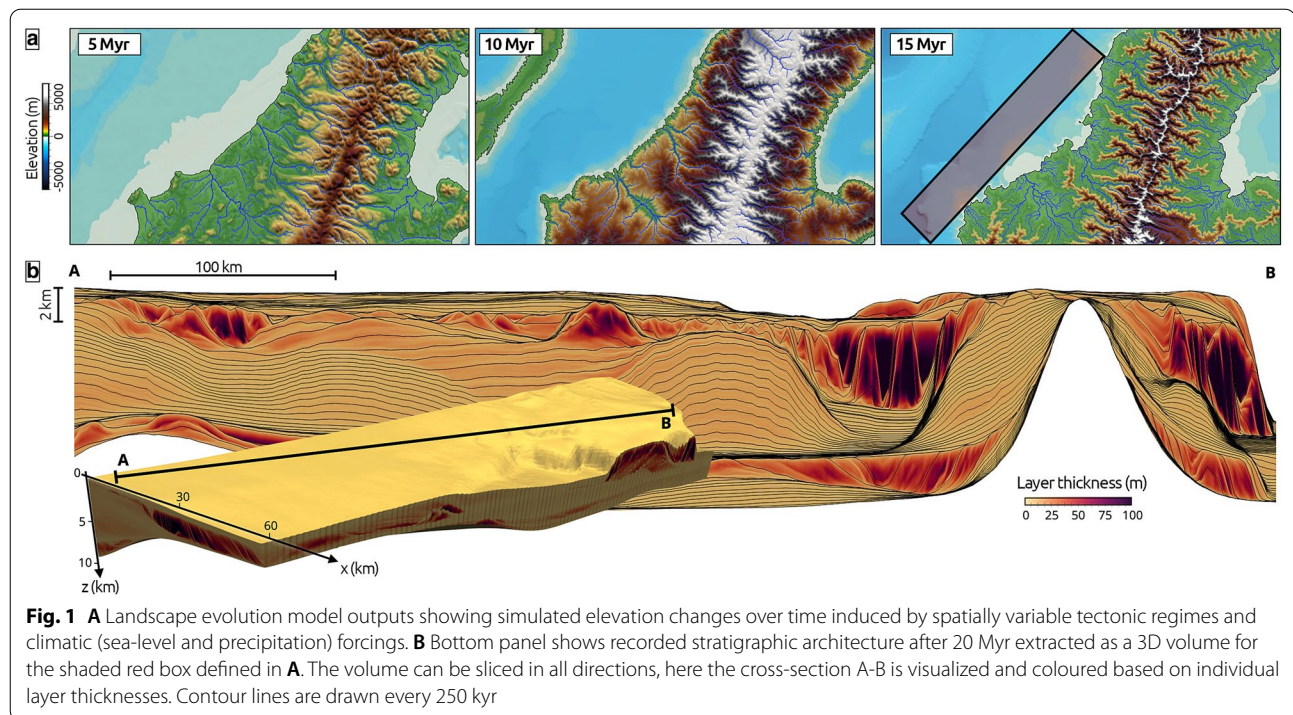 a
5 Myr
10 Myr
15 Myr
Elevation (m)
5000
0
-5000
b
A
100 km
B
2 km
A
B
0
30
60
5
10
x (km)
z (km)
Layer thickness (m)
0 25 50 75 100
Fig. 1 A Landscape evolution model outputs showing simulated elevation changes over time induced by spatially variable tectonic regimes and
climatic (sea-level and precipitation) forcings. B Bottom panel shows recorded stratigraphic architecture after 20 Myr extracted as a 3D volume for
the shaded red box defined in A. The volume can be sliced in all directions, here the cross-section A-B is visualized and coloured based on individual
layer thicknesses. Contour lines are drawn every 250 kyr